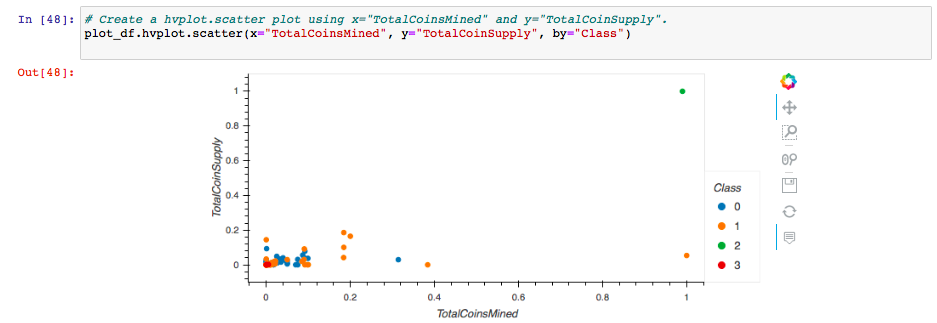 In [48]: # Create a hvplot.scatter plot using x="TotalCoinsMined" and y="TotalCoinSupply".
plot_df.hvplot.scatter(x="TotalCoinsMined", y="TotalCoinSupply", by="Class")
Out[48]:
1
0.8
0.6
0.4
0.2
0
TotalCoinSupply
0 0.2 0.4 0.6 0.8 1
TotalCoinsMined
Class
0
1
2
3